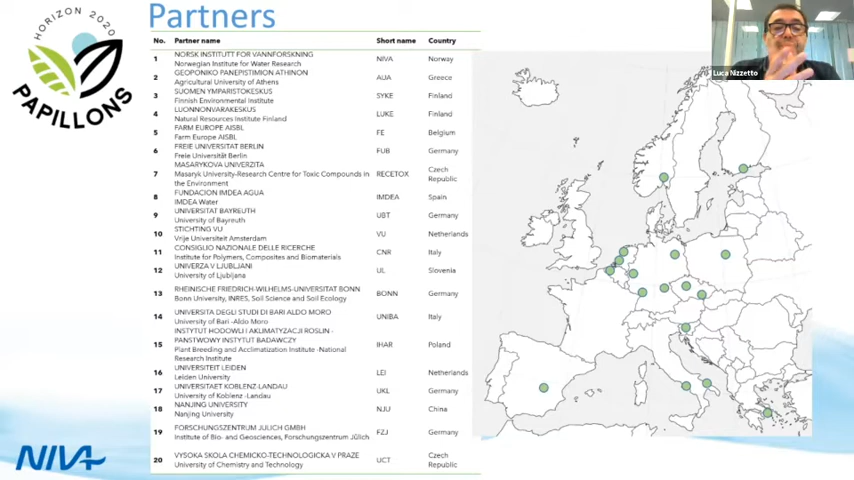 HORIZON 2020
PAPILLONS
Partners
Luca Nizzetto
No. Partner name Short name Country
1 NORSK INSTITUTT FOR VANNFORSKNING
Norwegian Institute for Water Research NIVA Norway
2 GEOPONIKO PANEPISTIMION ATHINON
Agricultural University of Athens AUA Greece
3 SUOMEN YMPARISTOKESKUS
Finnish Environmental Institute SYKE Finland
4 LUONNONVARAKESKUS
Natural Resources Institute Finland LUKE Finland
5 FARM EUROPE AISBL
Farm Europe AISBL FE Belgium
6 FREIE UNIVERSITAT BERLIN
Freie Universität Berlin FUB Germany
7 MASARYKOVA UNIVERZITA
Masaryk University-Research Centre for Toxic Compounds in
the Environment RECETOX Czech
Republic
8 FUNDACION IMDEA AGUA
IMDEA Water IMDEA Spain
9 UNIVERSITAT BAYREUTH
University of Bayreuth UBT Germany
10 STICHTING VU
Vrije Universiteit Amsterdam VU Netherlands
11 CONSIGLIO NAZIONALE DELLE RICERCHE
Institute for Polymers, Composites and Biomaterials CNR Italy
12 UNIVERZA V LJUBLJANI
University of Ljubljana UL Slovenia
13 RHEINISCHE FRIEDRICH-WILHELMS-UNIVERSITAT BONN
Bonn University, INRES, Soil Science and Soil Ecology BONN Germany
14 UNIVERSITA DEGLI STUDI DI BARI ALDO MORO
University of Bari -Aldo Moro UNIBA Italy
15 INSTYTUT HODOWLI I AKLIMATYZACJI ROSLIN -
PANSTWOWY INSTYTUT BADAWCZY
Plant Breeding and Acclimatization Institute -National
Research Institute IHAR Poland
16 UNIVERSITEIT LEIDEN
Leiden University LEI Netherlands
17 UNIVERSITAET KOBLENZ-LANDAU
University of Koblenz -Landau UKL Germany
18 NANJING UNIVERSITY
Nanjing University NJU China
19 FORSCHUNGSZENTRUM JULICH GMBH
Institute of Bio- and Geosciences, Forschungszentrum Jülich FZJ Germany
20 VYSOKA SKOLA CHEMICKO-TECHNOLOGICKA V PRAZE
University of Chemistry and Technology UCT Czech
Republic
NIVA